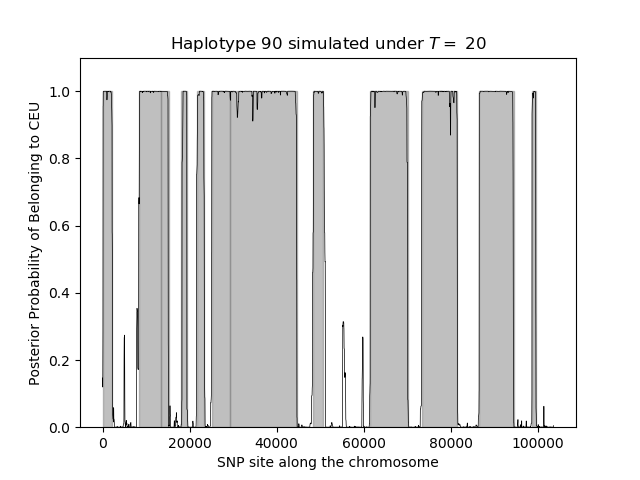 Haplotype 90 simulated under T = 20
Posterior Probability of Belonging to CEU
1.0
0.8
0.6
0.4
0.2
0.0
0 20000 40000 60000 80000 100000
SNP site along the chromosome